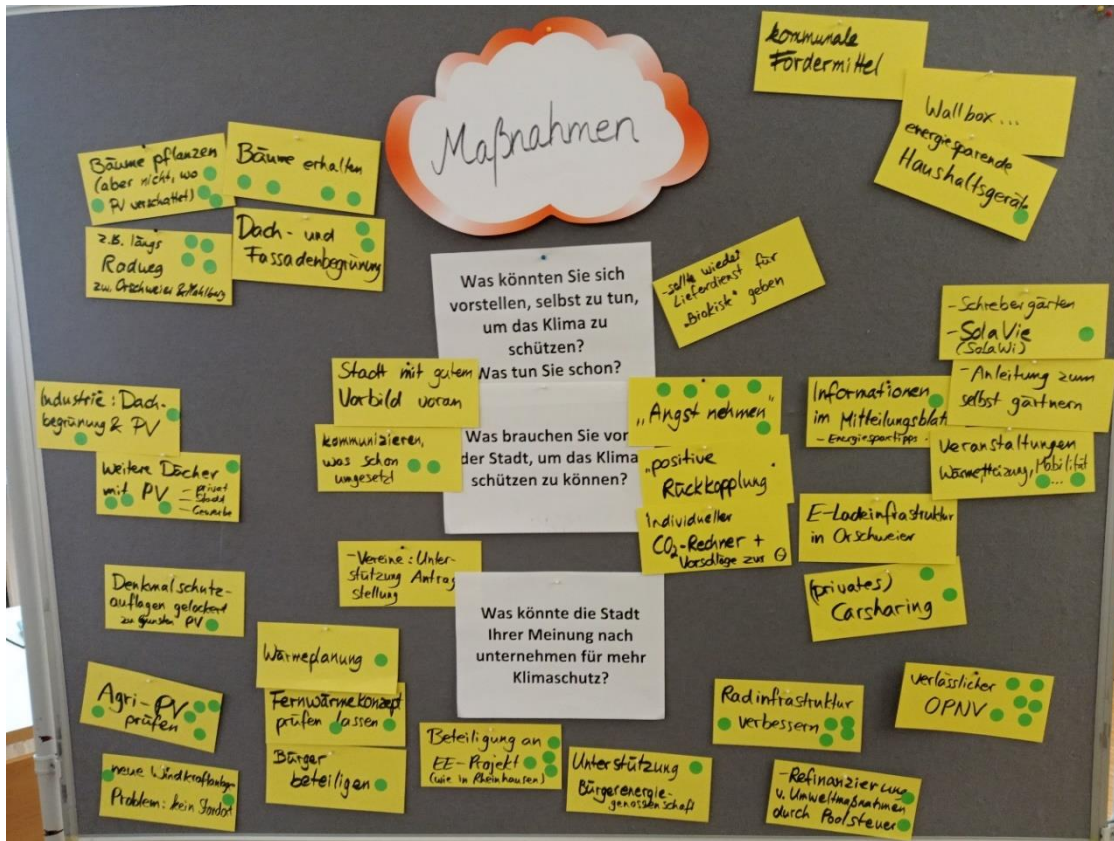 Maßnahmen
kommunale
Fördermittel
Wallbox...
energiesparende
Haushaltsgeräte
Bäume pflanzen
(aber nicht, wo
PV verschattet)
Bäume erhalten
z.B. längs
Radweg
zw. Orschweier & Mahlberg
Dach- und
Fassadenbegrünung
Was könnten Sie sich
vorstellen, selbst zu tun,
um das Klima zu
schützen?
Was tun Sie schon?
- sollte wieder
Lieferdienst für
"Biokiste" geben
- Schrebergärten
- SolaVie
(SoLaWi)
- Anleitung zum
selbst gärtnern
Informationen
im Mitteilungsblatt
- Energiespartipps -
Veranstaltungen
Wärme, Heizung, Mobilität
...
Industrie: Dach-
begrünung & PV
Weitere Dächer
mit PV
- privat
- Stadt
- Gewerbe
Stadt mit gutem
Vorbild voran
kommunizieren,
was schon
umgesetzt
Was brauchen Sie von
der Stadt, um das Klima
schützen zu können?
"Angst nehmen"
"positive
Rückkopplung"
Individueller
CO₂-Rechner +
Vorschläge zur
E-Ladeinfrastruktur
in Orschweier
(privates)
Carsharing
Denkmalschutz-
auflagen gelockert
zu gunsten PV
- Vereine: Unter-
stützung Antrag
stellung
Was könnte die Stadt
Ihrer Meinung nach
unternehmen für mehr
Klimaschutz?
Wärmeplanung
Fernwärmekonzept
prüfen lassen
Bürger
beteiligen
Agri-PV
prüfen
neue Windkraftanlagen
Problem: kein Standort
Beteiligung an
EE-Projekt
(wie in Rheinhausen)
Unterstützung
Bürgerenergie-
genossenschaft
Radinfrastruktur
verbessern
verlässlicher
ÖPNV
- Refinanzierung
v. Umweltmaßnahmen
durch Poolsteuer